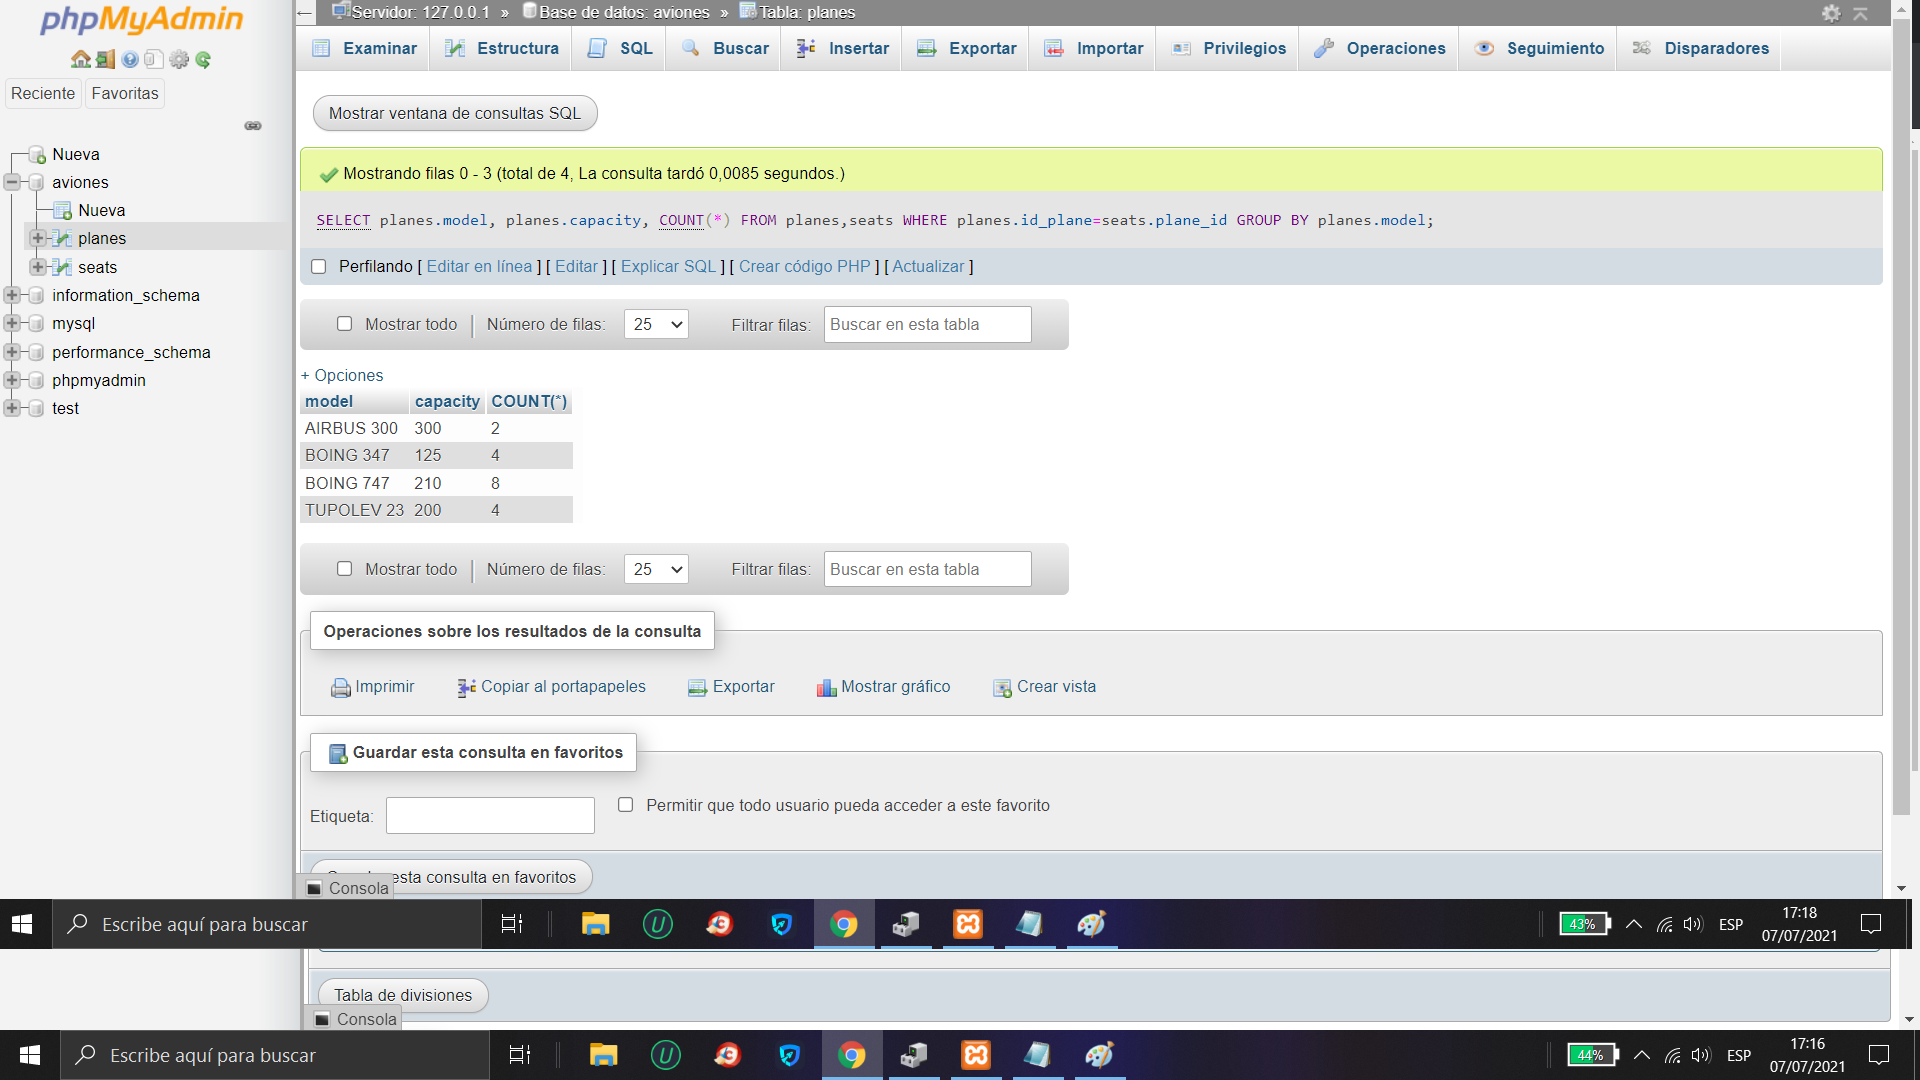 phpMyAdmin
Reciente
Favoritas
Nueva
aviones
Nueva
planes
seats
information_schema
mysql
performance_schema
phpmyadmin
test
Servidor: 127.0.0.1 » Base de datos: aviones » Tabla: planes
Examinar
Estructura
SQL
Buscar
Insertar
Exportar
Importar
Privilegios
Operaciones
Seguimiento
Disparadores
Mostrar ventana de consultas SQL
Mostrando filas 0 - 3 (total de 4, La consulta tardó 0,0085 segundos.)
SELECT planes.model, planes.capacity, COUNT(*) FROM planes,seats WHERE planes.id_plane=seats.plane_id GROUP BY planes.model;
Perfilando [ Editar en línea ] [ Editar ] [ Explicar SQL ] [ Crear código PHP ] [ Actualizar ]
Mostrar todo | Número de filas: 25 Filtrar filas: Buscar en esta tabla
+ Opciones
model capacity COUNT(*)
AIRBUS 300 300 2
BOING 347 125 4
BOING 747 210 8
TUPOLEV 23 200 4
Mostrar todo | Número de filas: 25 Filtrar filas: Buscar en esta tabla
Operaciones sobre los resultados de la consulta
Imprimir
Copiar al portapapeles
Exportar
Mostrar gráfico
Crear vista
Guardar esta consulta en favoritos
Etiqueta:
Permitir que todo usuario pueda acceder a este favorito
esta consulta en favoritos
Consola
Escribe aquí para buscar
43%
ESP
17:18
07/07/2021
Tabla de divisiones
Consola
Escribe aquí para buscar
44%
ESP
17:16
07/07/2021